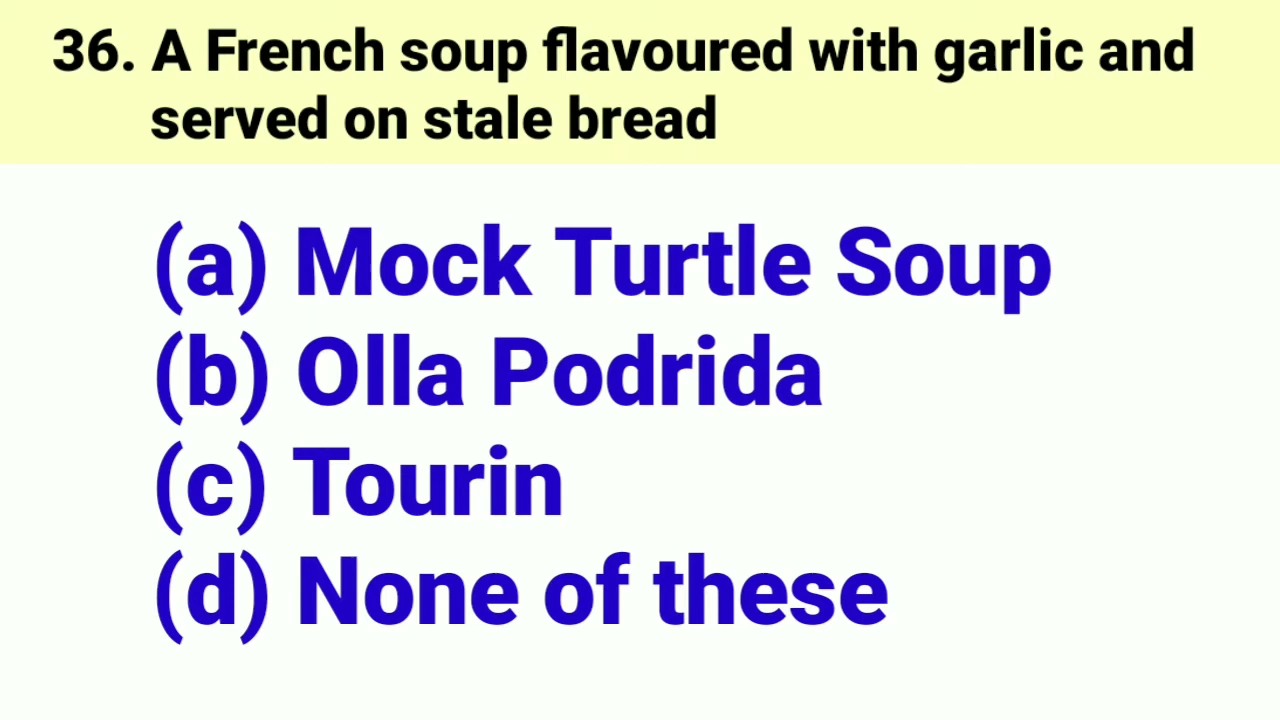 36. A French soup flavoured with garlic and
served on stale bread
(a) Mock Turtle Soup
(b) Olla Podrida
(c) Tourin
(d) None of these